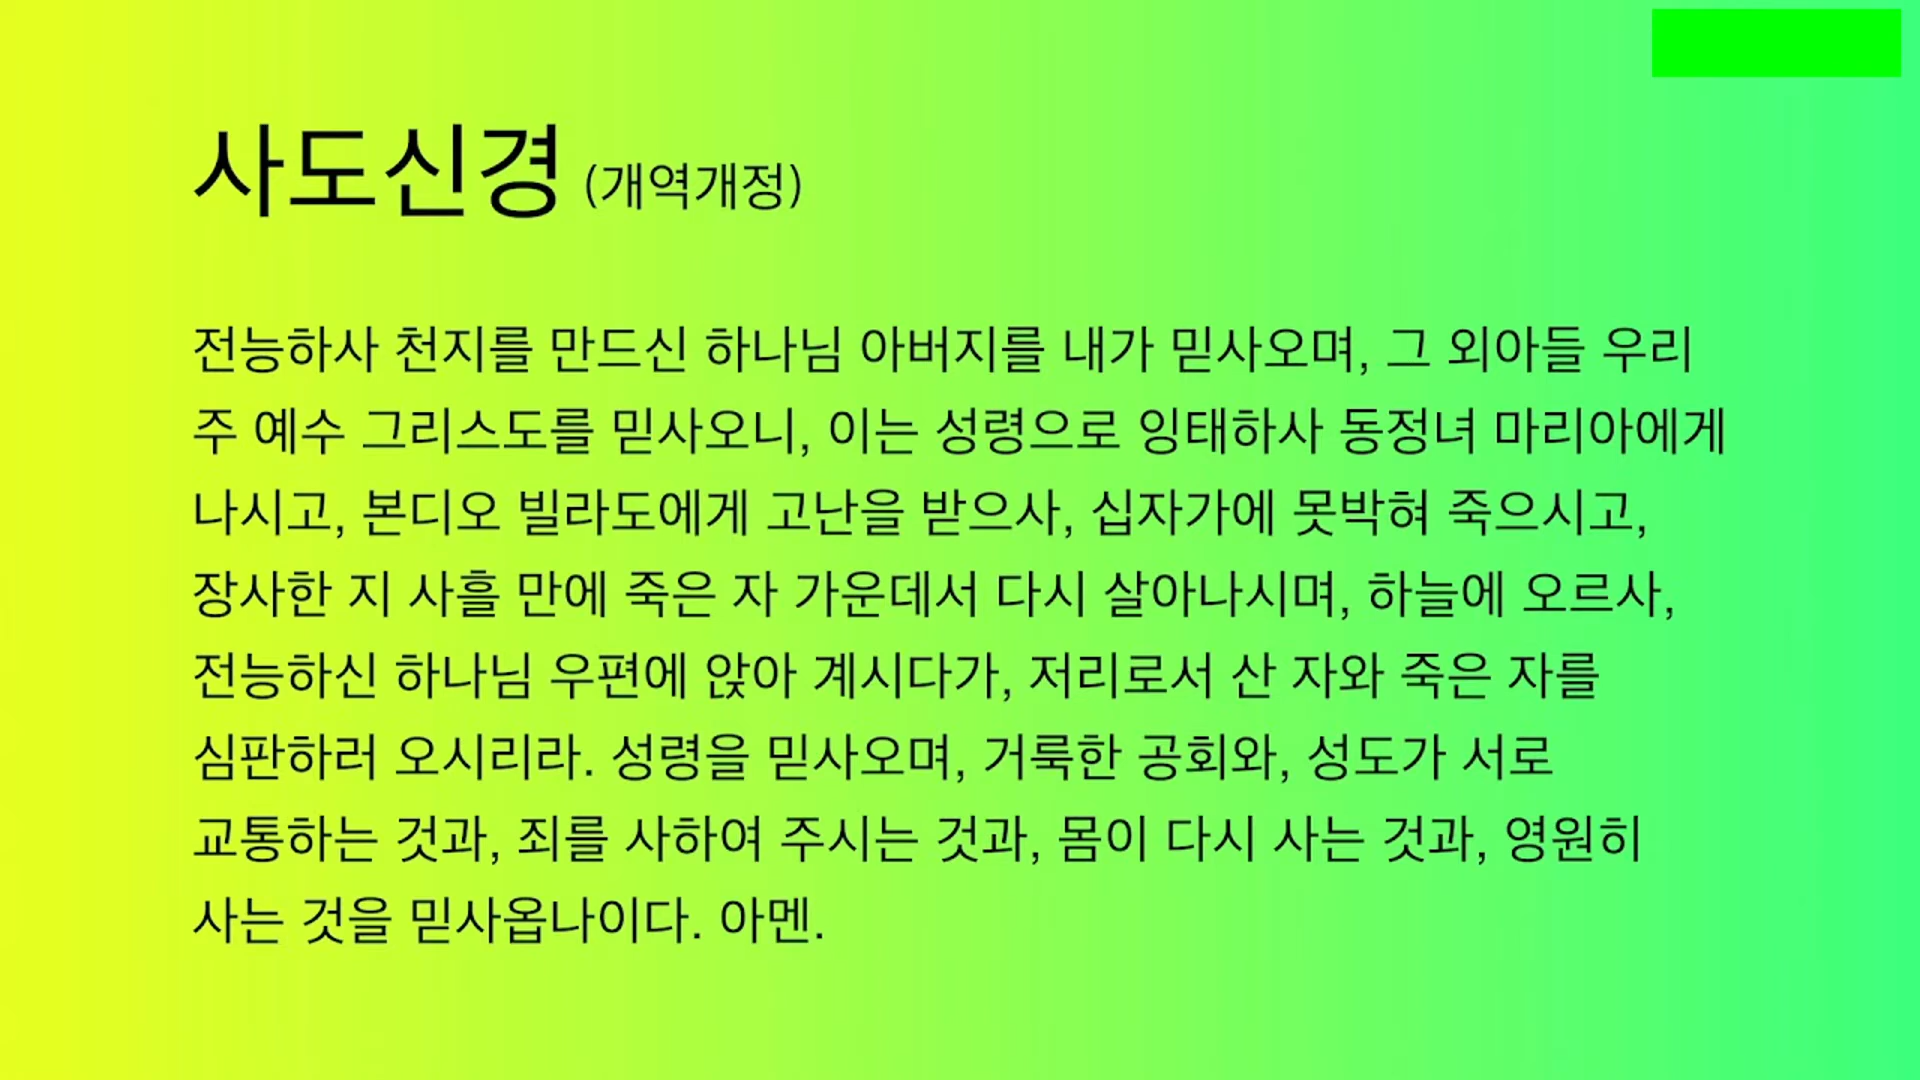 사도신경 (개역개정)
전능하사 천지를 만드신 하나님 아버지를 내가 믿사오며, 그 외아들 우리
주 예수 그리스도를 믿사오니, 이는 성령으로 잉태하사 동정녀 마리아에게
나시고, 본디오 빌라도에게 고난을 받으사, 십자가에 못박혀 죽으시고,
장사한 지 사흘 만에 죽은 자 가운데서 다시 살아나시며, 하늘에 오르사,
전능하신 하나님 우편에 앉아 계시다가, 저리로서 산 자와 죽은 자를
심판하러 오시리라. 성령을 믿사오며, 거룩한 공회와, 성도가 서로
교통하는 것과, 죄를 사하여 주시는 것과, 몸이 다시 사는 것과, 영원히
사는 것을 믿사옵나이다. 아멘.